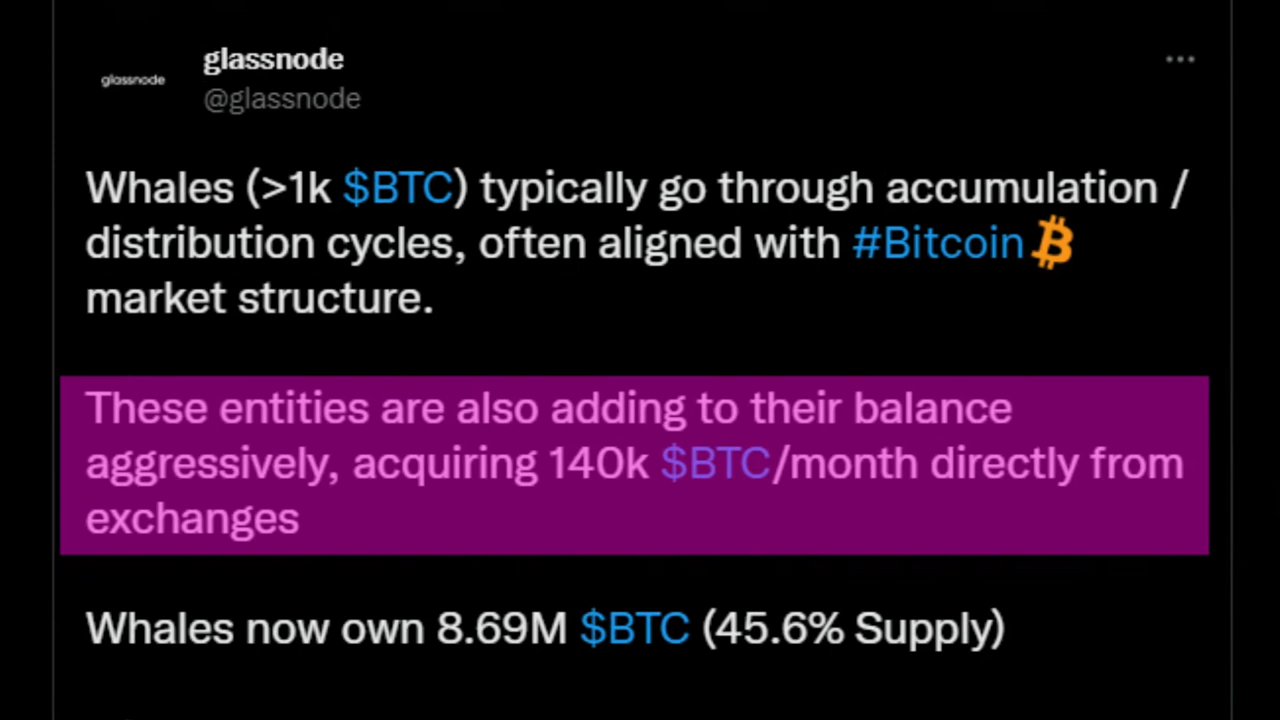 glassnode
glassnode
@glassnode
Whales (>1k $BTC) typically go through accumulation /
distribution cycles, often aligned with #Bitcoin
market structure.
These entities are also adding to their balance
aggressively, acquiring 140k $BTC/month directly from
exchanges
Whales now own 8.69M $BTC (45.6% Supply)